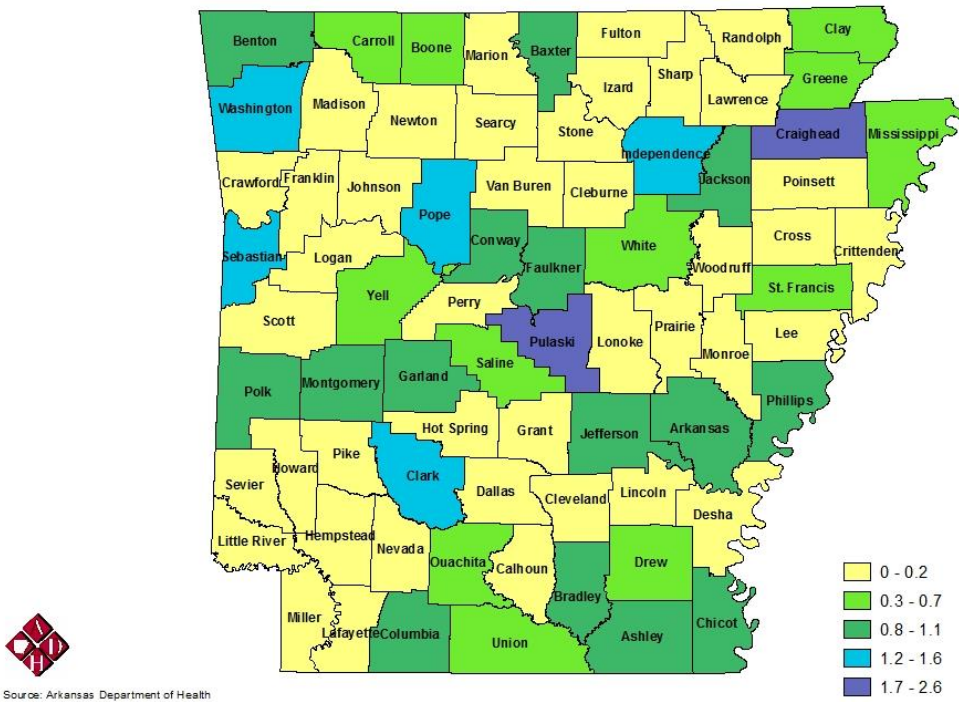 Benton
Carroll
Boone
Marion
Baxter
Fulton
Randolph
Clay
Sharp
Izard
Greene
Lawrence
Washington
Madison
Newton
Searcy
Stone
Independence
Craighead
Mississippi
Jackson
Poinsett
Crawford
Franklin
Johnson
Pope
Van Buren
Cleburne
Conway
White
Cross
Crittenden
Sebastian
Logan
Faulkner
Woodruff
Yell
St. Francis
Perry
Scott
Pulaski
Lonoke
Prairie
Monroe
Lee
Saline
Polk
Montgomery
Garland
Phillips
Hot Spring
Grant
Jefferson
Arkansas
Howard
Pike
Clark
Sevier
Dallas
Cleveland
Lincoln
Desha
Little River
Hempstead
Nevada
Ouachita
Calhoun
Drew
Bradley
Miller
Lafayette
Columbia
Union
Ashley
Chicot
0 - 0.2
0.3 - 0.7
0.8 - 1.1
1.2 - 1.6
1.7 - 2.6
A
D
H
Source: Arkansas Department of Health